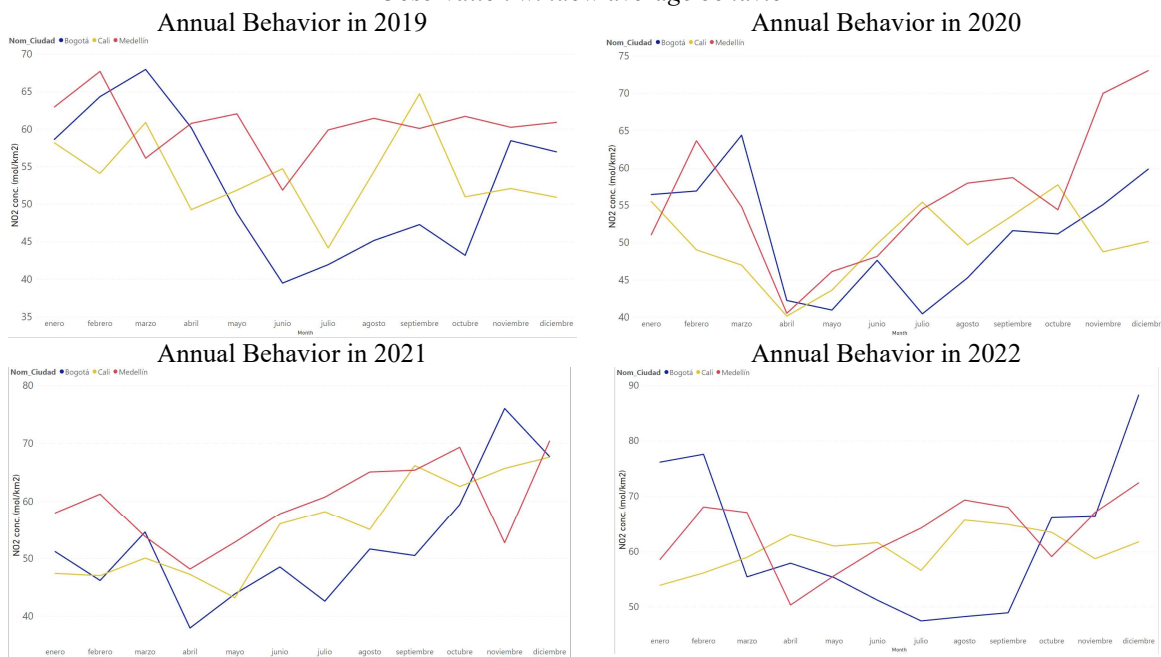 Annual Behavior in 2019
Nom_Ciudad Bogotá Cali Medellín
NO2 conc. (mol/km2)
70
65
60
55
50
45
40
35
enero febrero marzo abril mayo junio julio agosto septiembre octubre noviembre diciembre
Month
Annual Behavior in 2020
Nom_Ciudad Bogotá Cali Medellín
NO2 conc. (mol/km2)
75
70
65
60
55
50
45
40
enero febrero marzo abril mayo junio julio agosto septiembre octubre noviembre diciembre
Month
Annual Behavior in 2021
Nom_Ciudad Bogotá Cali Medellín
NO2 conc. (mol/km2)
80
70
60
50
40
enero febrero marzo abril mayo junio julio agosto septiembre octubre noviembre diciembre
Month
Annual Behavior in 2022
Nom_Ciudad Bogotá Cali Medellín
NO2 conc. (mol/km2)
90
80
70
60
50
enero febrero marzo abril mayo junio julio agosto septiembre octubre noviembre diciembre
Month